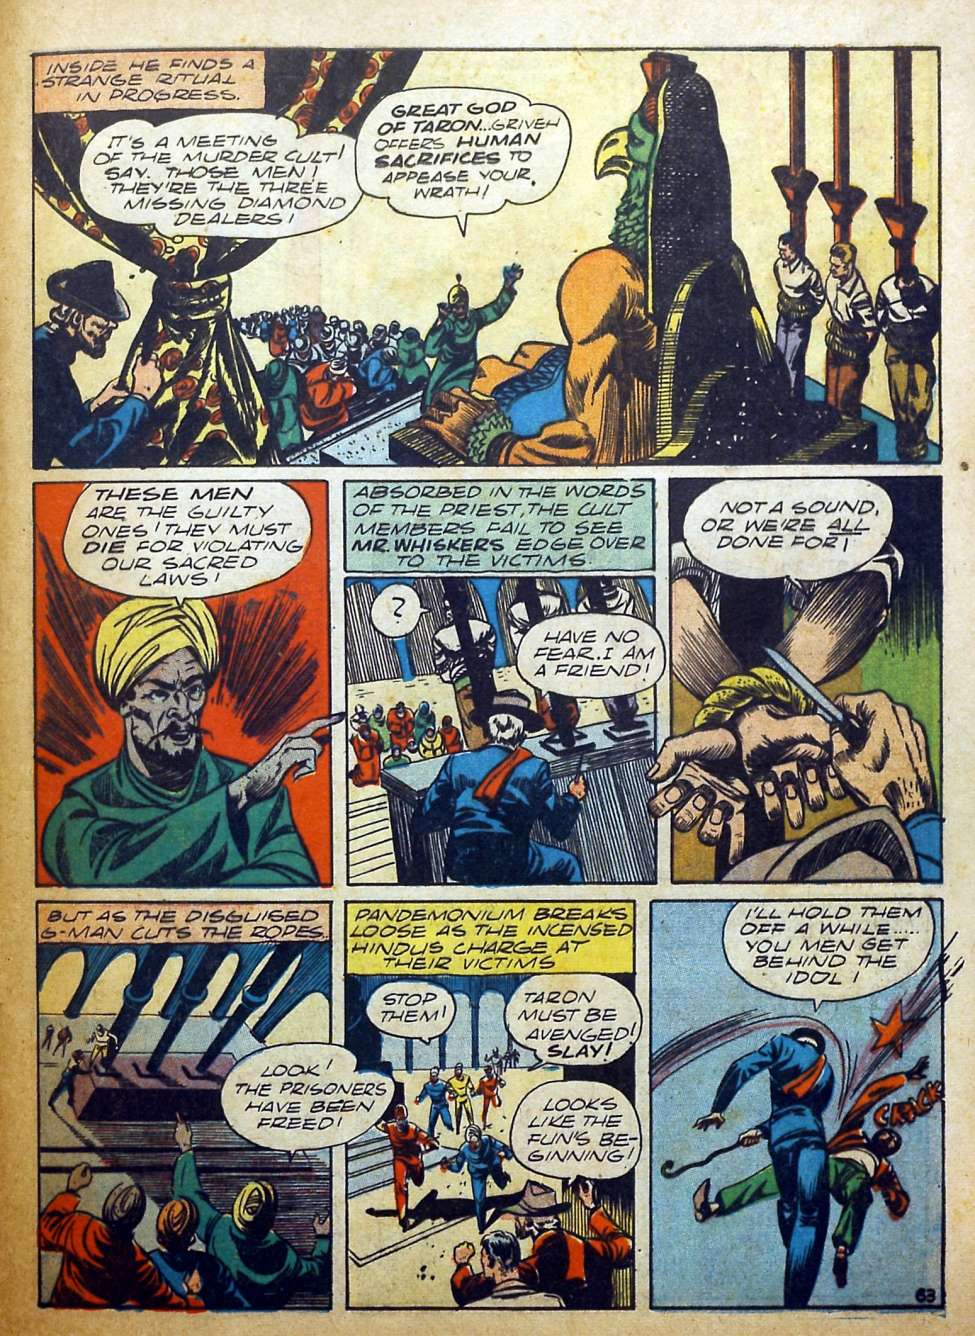 INSIDE HE FINDS A
STRANGE RITUAL
IN PROGRESS.
IT'S A MEETING
OF THE MURDER CULT!
SAY. THOSE MEN!
THEY'RE THE THREE
MISSING DIAMOND
DEALERS!
GREAT GOD
OF TARON...GRIVEH
OFFERS HUMAN
SACRIFICES TO
APPEASE YOUR
WRATH!
THESE MEN
ARE THE GUILTY
ONES! THEY MUST
DIE FOR VIOLATING
OUR SACRED
LAWS!
ABSORBED IN THE WORDS
OF THE PRIEST, THE CULT
MEMBERS FAIL TO SEE
MR. WHISKERS EDGE OVER
TO THE VICTIMS.
?
HAVE NO
FEAR. I AM
A FRIEND!
NOT A SOUND,
OR WE'RE ALL
DONE FOR!
BUT AS THE DISGUISED
G-MAN CUTS THE ROPES..
LOOK!
THE PRISONERS
HAVE BEEN
FREED!
PANDEMONIUM BREAKS
LOOSE AS THE INCENSED
HINDUS CHARGE AT
THEIR VICTIMS
STOP
THEM!
TARON
MUST BE
AVENGED!
SLAY!
LOOKS
LIKE THE
FUN'S BE-
GINNING!
I'LL HOLD THEM
OFF A WHILE.....
YOU MEN GET
BEHIND THE
IDOL!
CRACK
63